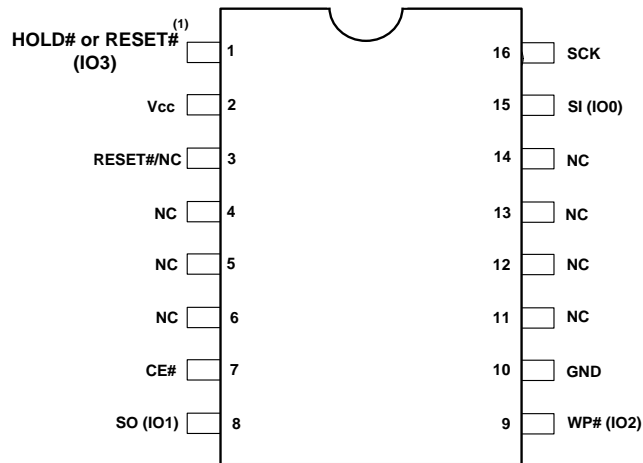 HOLD# or RESET#(1)
(IO3)
1
16
SCK
Vcc
2
15
SI (IO0)
RESET#/NC
3
14
NC
NC
4
13
NC
NC
5
12
NC
NC
6
11
NC
CE#
7
10
GND
SO (IO1)
8
9
WP# (IO2)